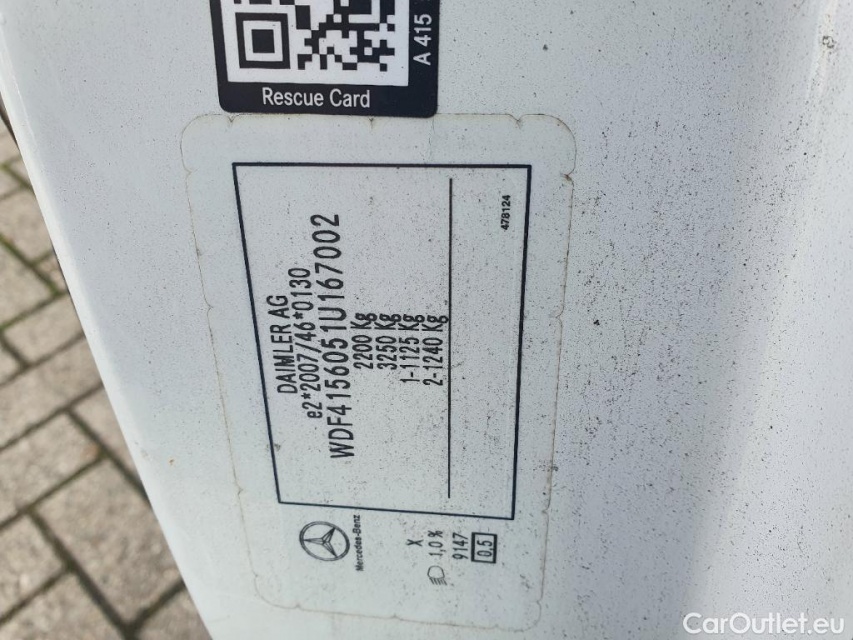 A 415
Rescue Card
DAIMLER AG
e2*2007/46*0130
WDF4156051U167002
2200 Kg
3250 Kg
1-1125 Kg
2-1240 Kg
478124
Mercedes-Benz
X
1,0 %
9147
0,5
CarOutlet.eu